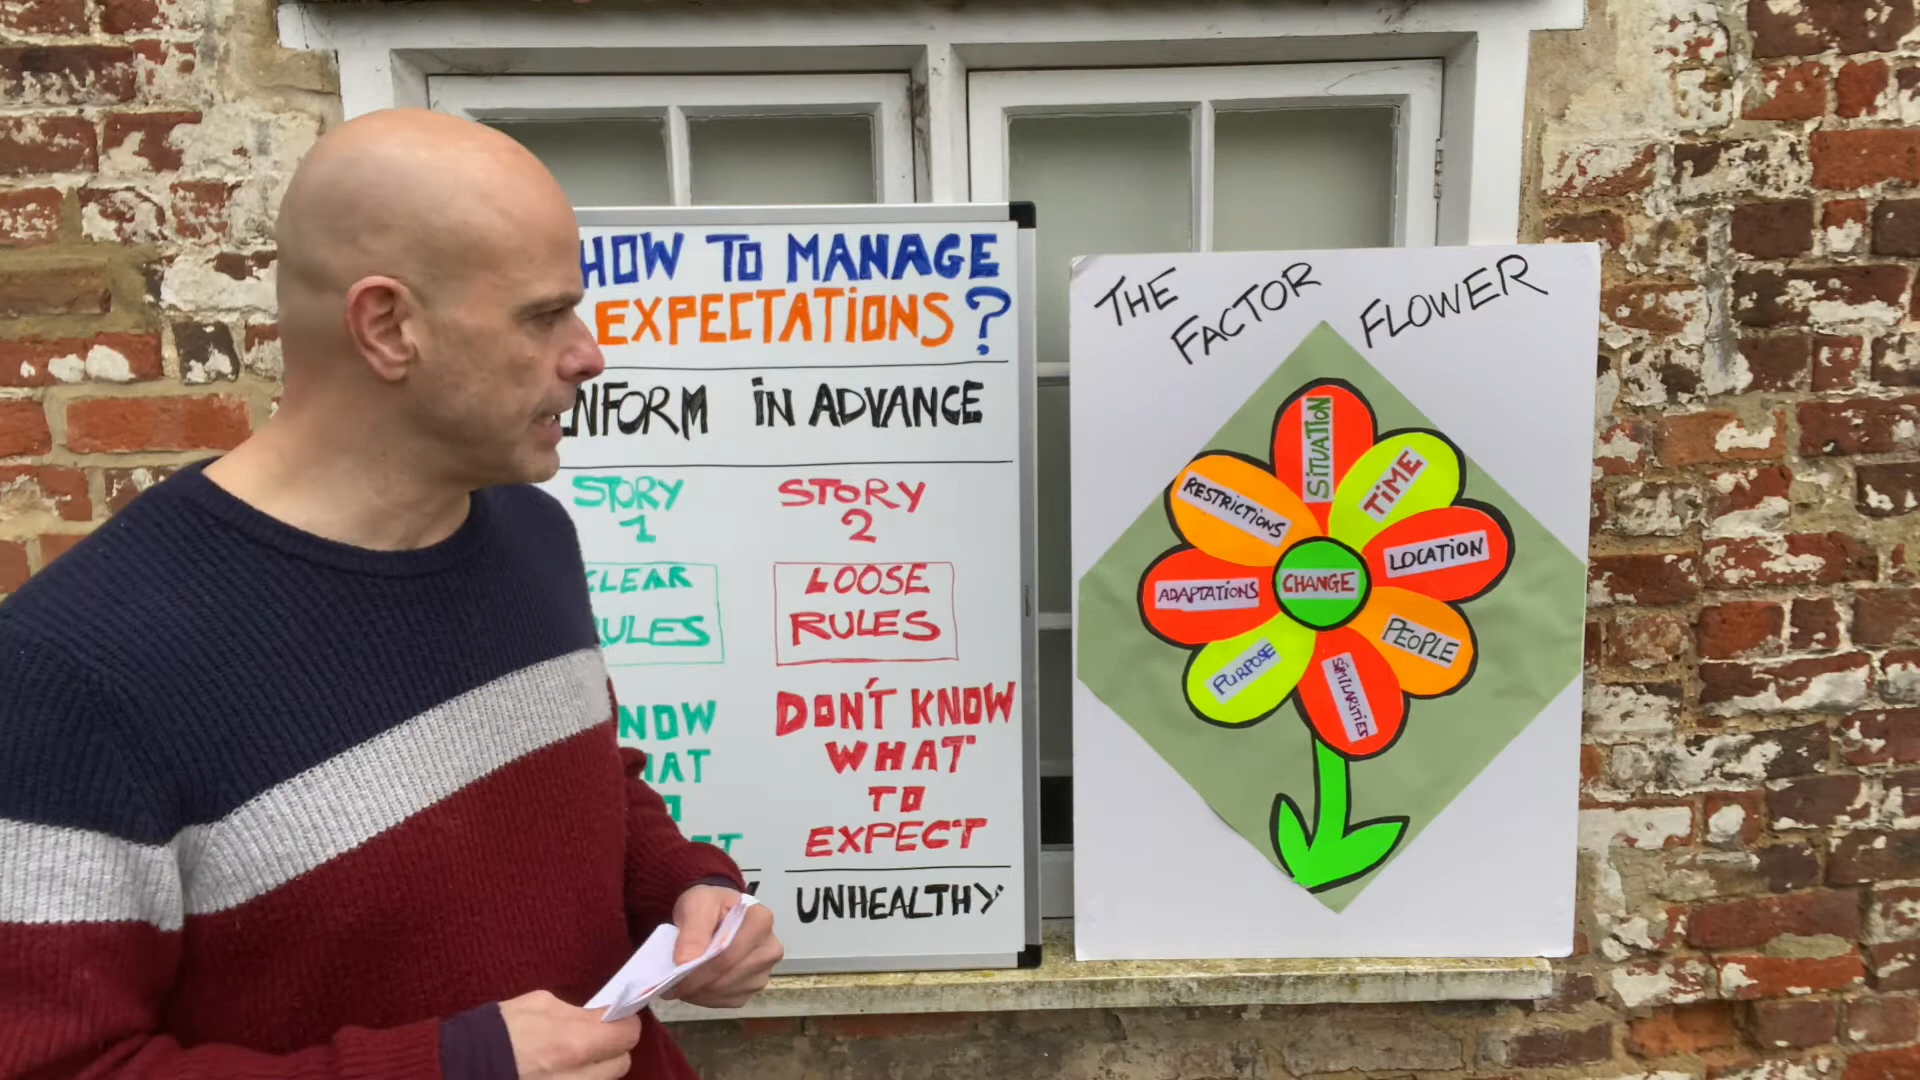 HOW TO MANAGE
EXPECTATiONS ?
iN ADVANCE
STORY
1
CLEAR
STORY
2
LOOSE
RULES
DON'T KNOW
WHAT
TO
EXPECT
UNHEALTHY
THE
FACTOR
FLOWER
SiTUATiON
TiME
LOCATiON
PEOPLE
SiMiLARiTiES
PURPOSE
ADAPTATiONS
RESTRiCTiONS
CHANGE